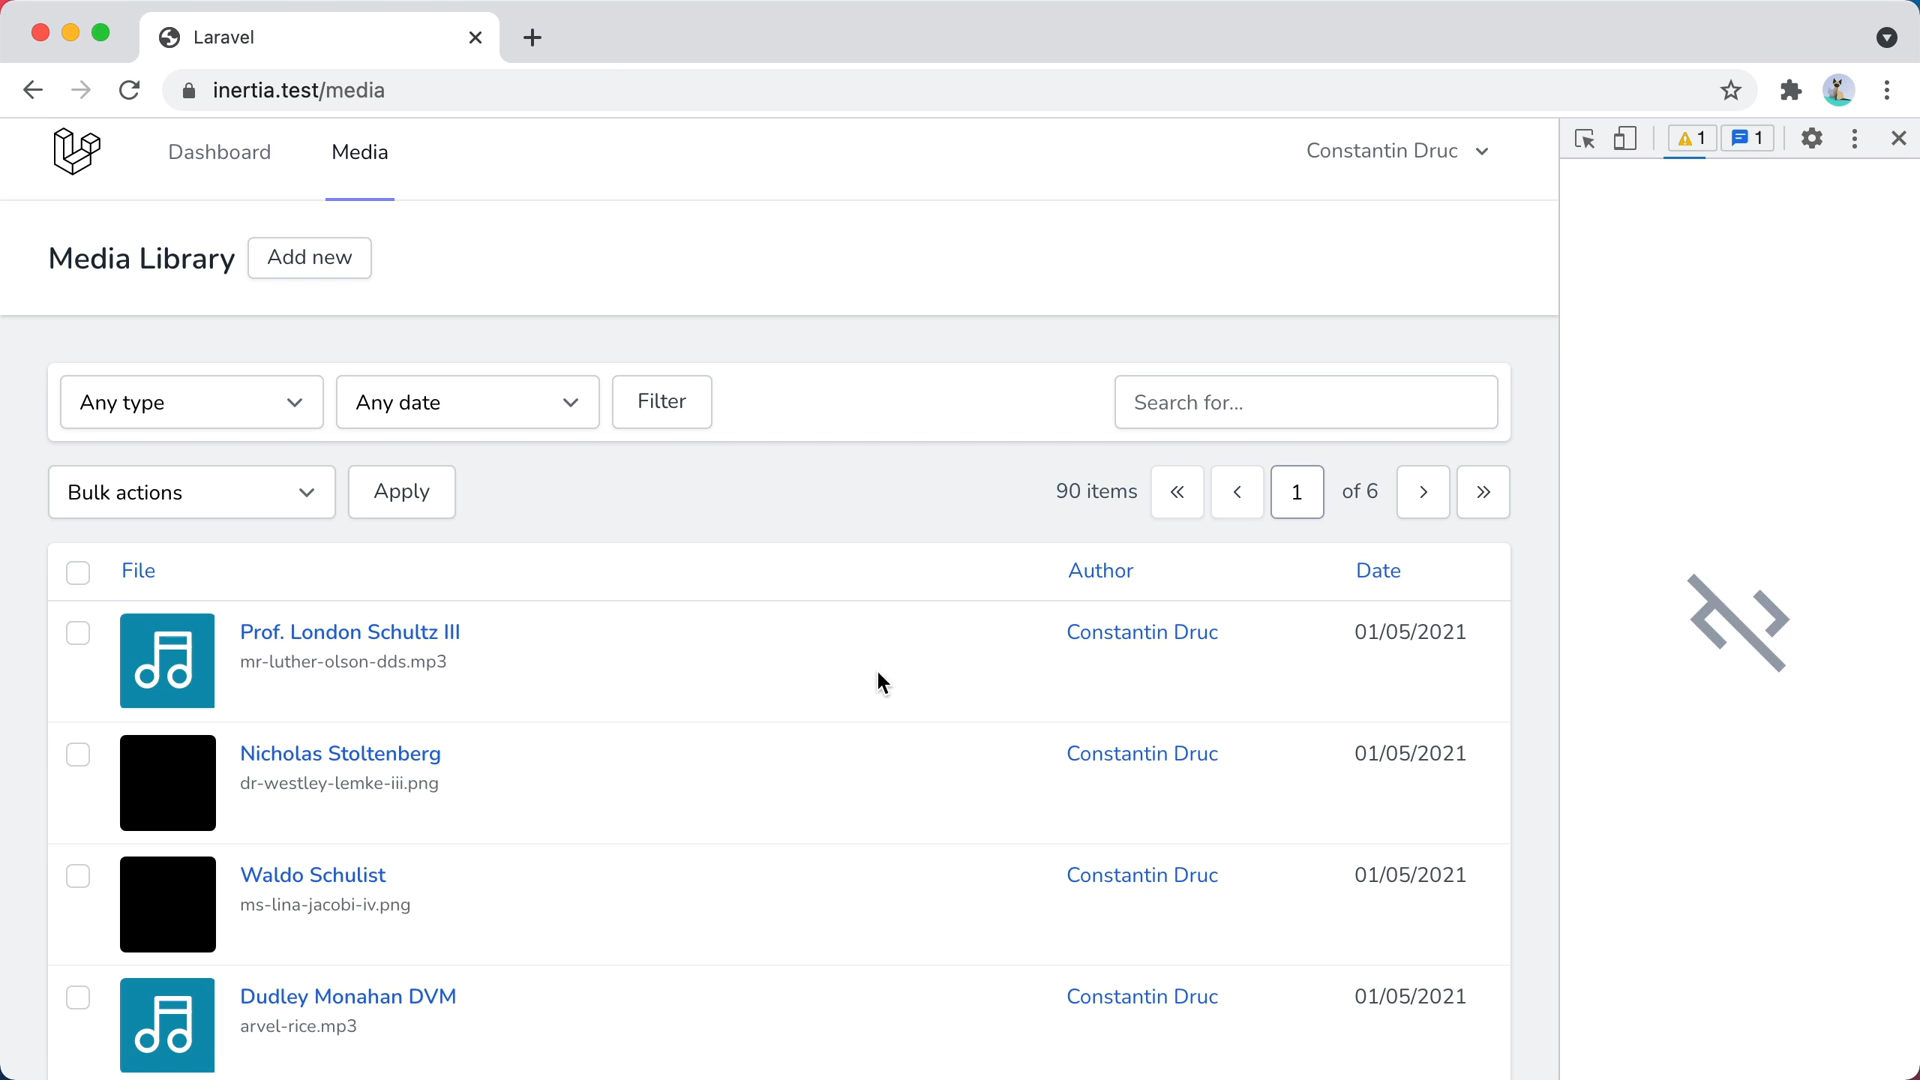 Laravel
inertia.test/media
Dashboard
Media
Constantin Druc
1
1
Media Library
Add new
Any type
Any date
Filter
Search for...
Bulk actions
Apply
90 items
«
‹
1
of 6
›
»
File
Author
Date
Prof. London Schultz III
Constantin Druc
01/05/2021
mr-luther-olson-dds.mp3
Nicholas Stoltenberg
Constantin Druc
01/05/2021
dr-westley-lemke-iii.png
Waldo Schulist
Constantin Druc
01/05/2021
ms-lina-jacobi-iv.png
Dudley Monahan DVM
Constantin Druc
01/05/2021
arvel-rice.mp3